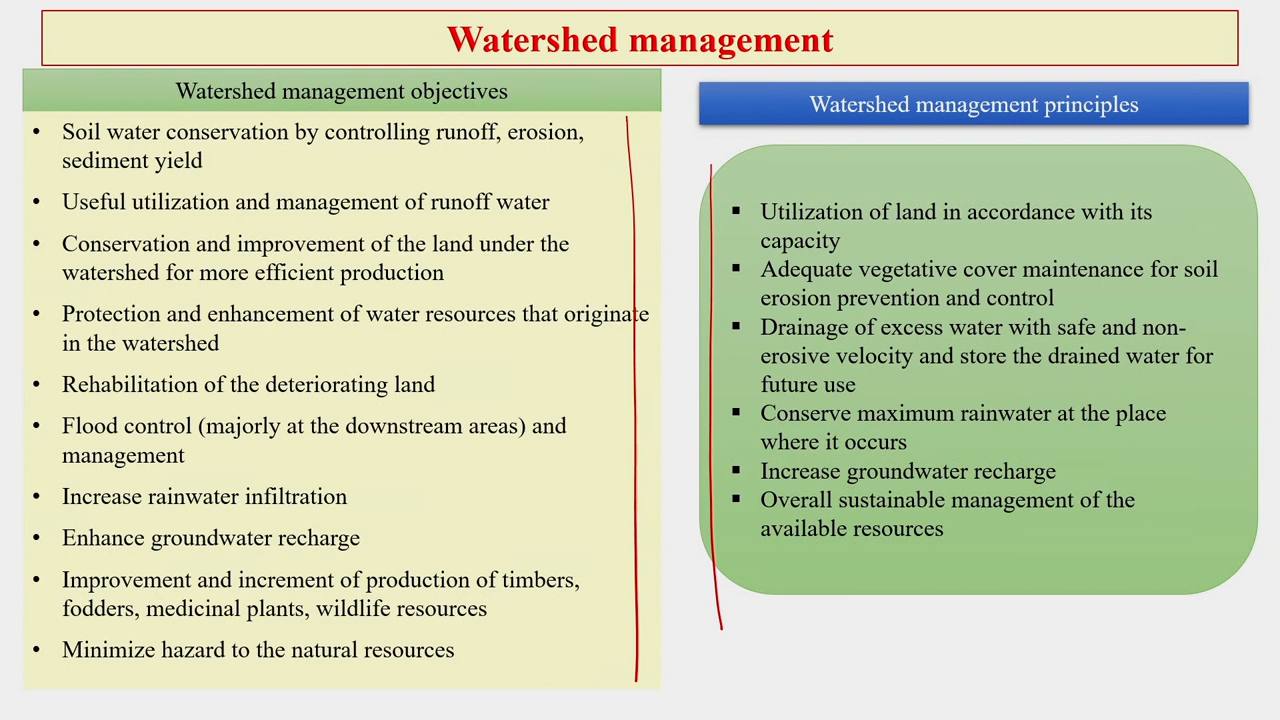 Watershed management
Watershed management objectives
• Soil water conservation by controlling runoff, erosion,
sediment yield
• Useful utilization and management of runoff water
• Conservation and improvement of the land under the
watershed for more efficient production
• Protection and enhancement of water resources that originate
in the watershed
• Rehabilitation of the deteriorating land
• Flood control (majorly at the downstream areas) and
management
• Increase rainwater infiltration
• Enhance groundwater recharge
• Improvement and increment of production of timbers,
fodders, medicinal plants, wildlife resources
• Minimize hazard to the natural resources
Watershed management principles
▪ Utilization of land in accordance with its
capacity
▪ Adequate vegetative cover maintenance for soil
erosion prevention and control
▪ Drainage of excess water with safe and non-
erosive velocity and store the drained water for
future use
▪ Conserve maximum rainwater at the place
where it occurs
▪ Increase groundwater recharge
▪ Overall sustainable management of the
available resources